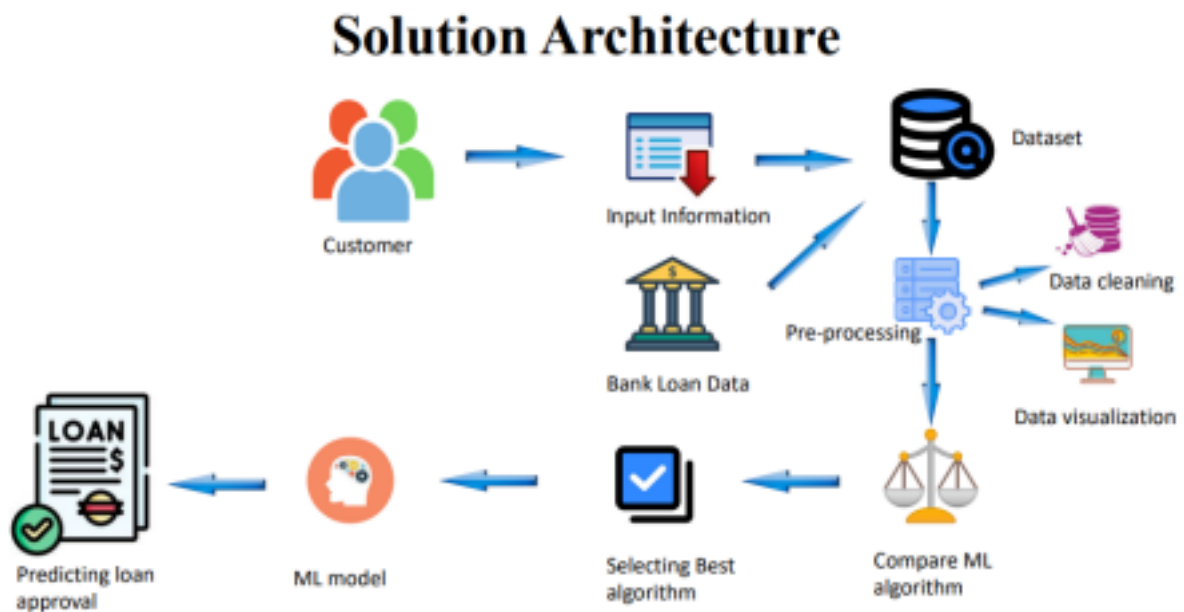 Solution Architecture
Dataset
Input Information
Customer
Data cleaning
Pre-processing
Bank Loan Data
Data visualization
LOAN
$
Selecting Best
algorithm
Compare ML
algorithm
ML model
Predicting loan
approval